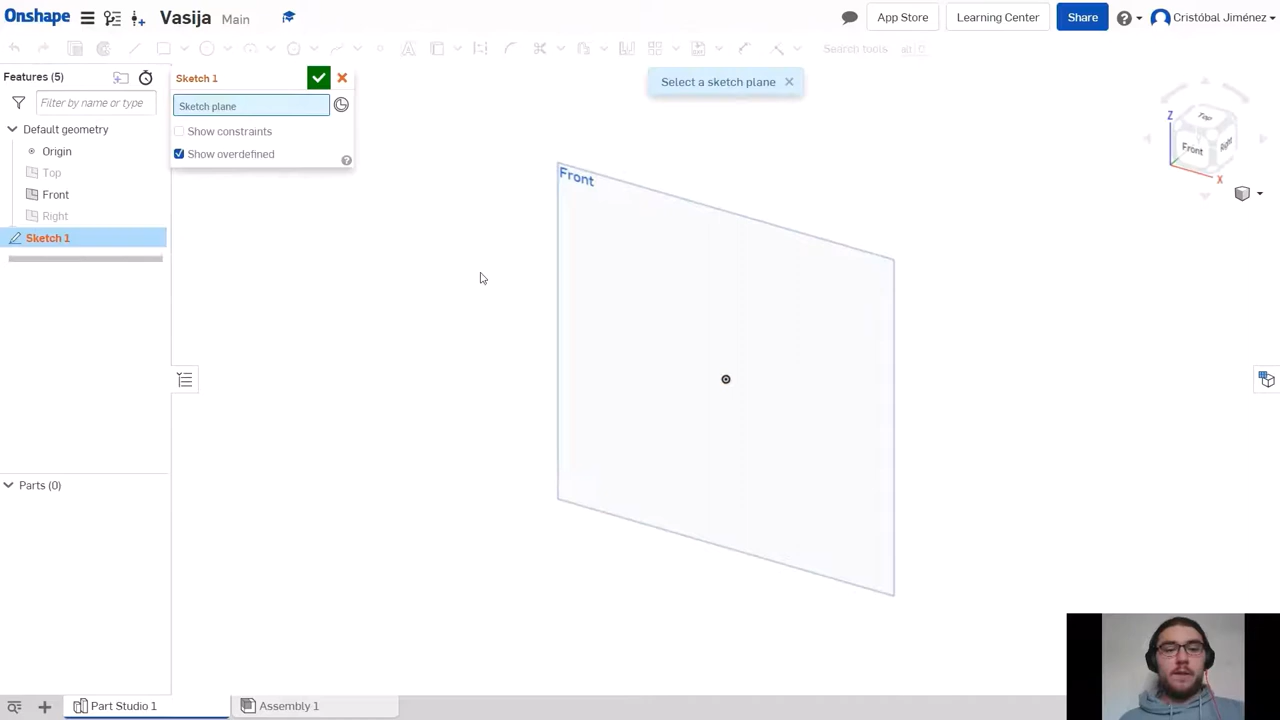 Onshape
Vasija Main
App Store
Learning Center
Share
Cristóbal Jiménez
Search tools alt C
Features (5)
Filter by name or type
Default geometry
Origin
Top
Front
Right
Sketch 1
Parts (0)
Sketch 1
Sketch plane
Show constraints
Show overdefined
Select a sketch plane
Front
Top
Front
Right
Z
X
Part Studio 1
Assembly 1